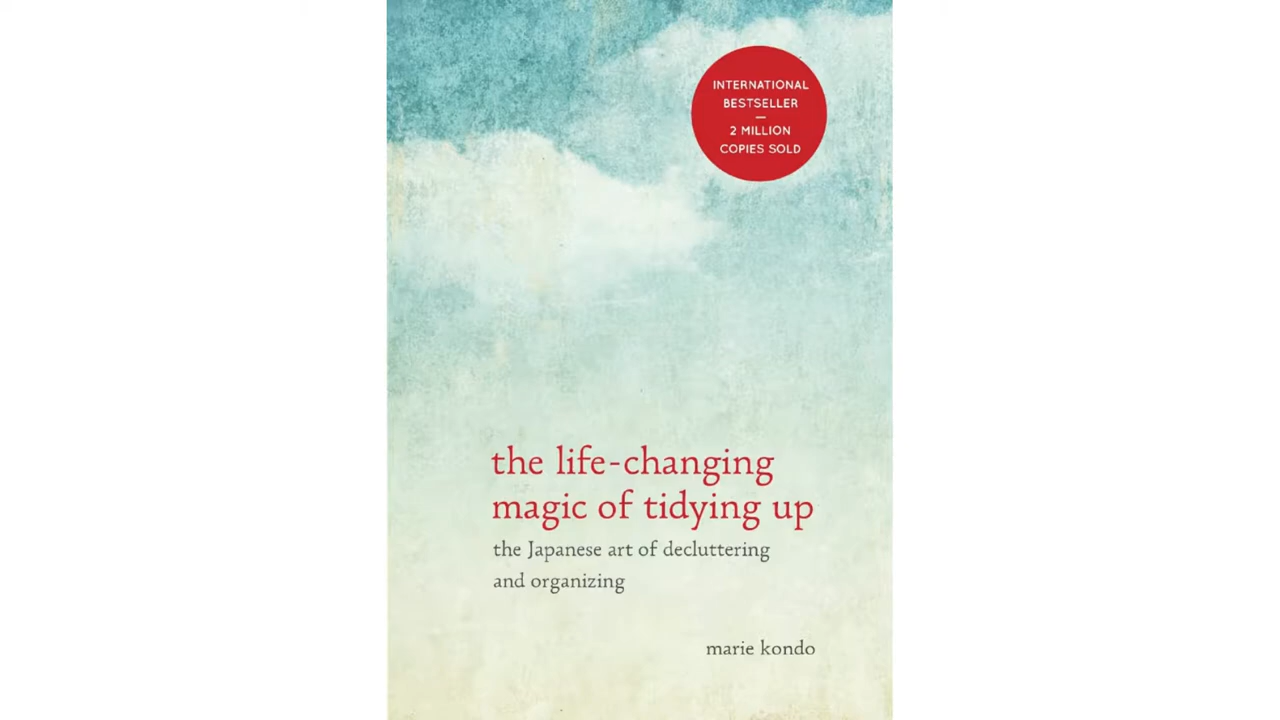 INTERNATIONAL
BESTSELLER
—
2 MILLION
COPIES SOLD
the life-changing
magic of tidying up
the Japanese art of decluttering
and organizing
marie kondo